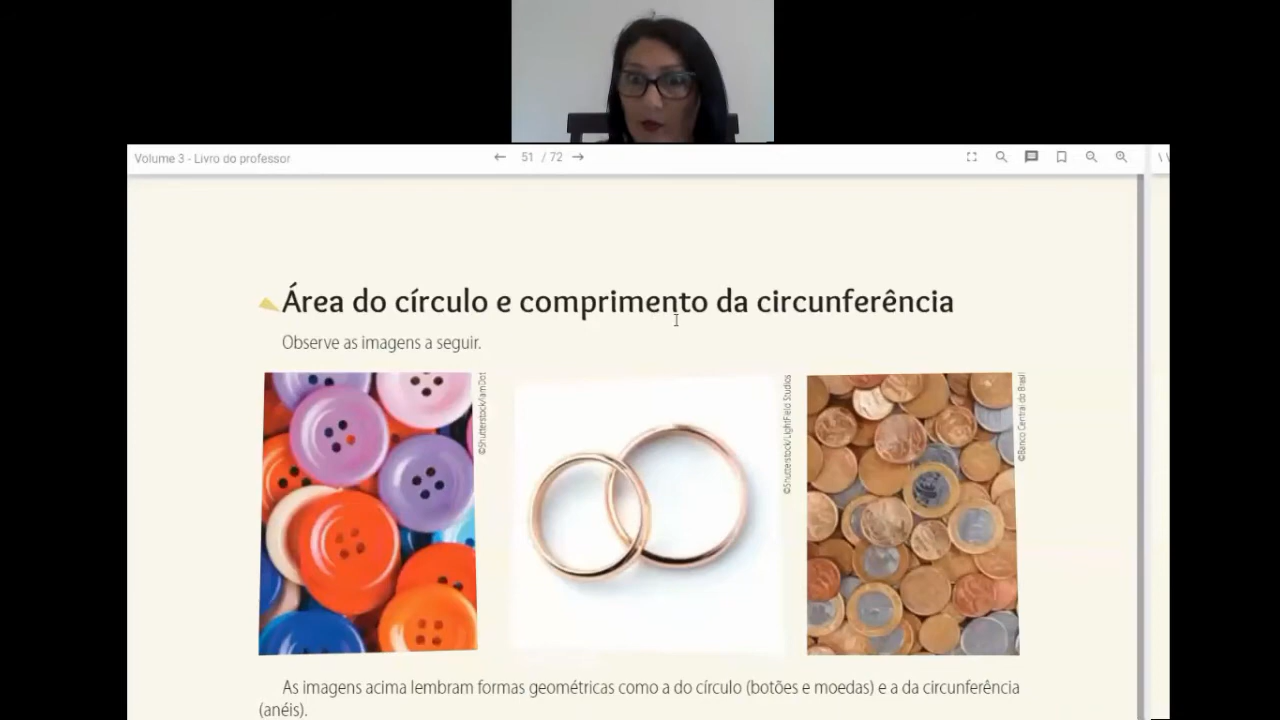 Volume 3 - Livro do professor
51 / 72
Área do círculo e comprimento da circunferência
Observe as imagens a seguir.
©Shutterstock/IamDot
©Shutterstock/LightField Studios
©Banco Central do Brasil
As imagens acima lembram formas geométricas como a do círculo (botões e moedas) e a da circunferência
(anéis).